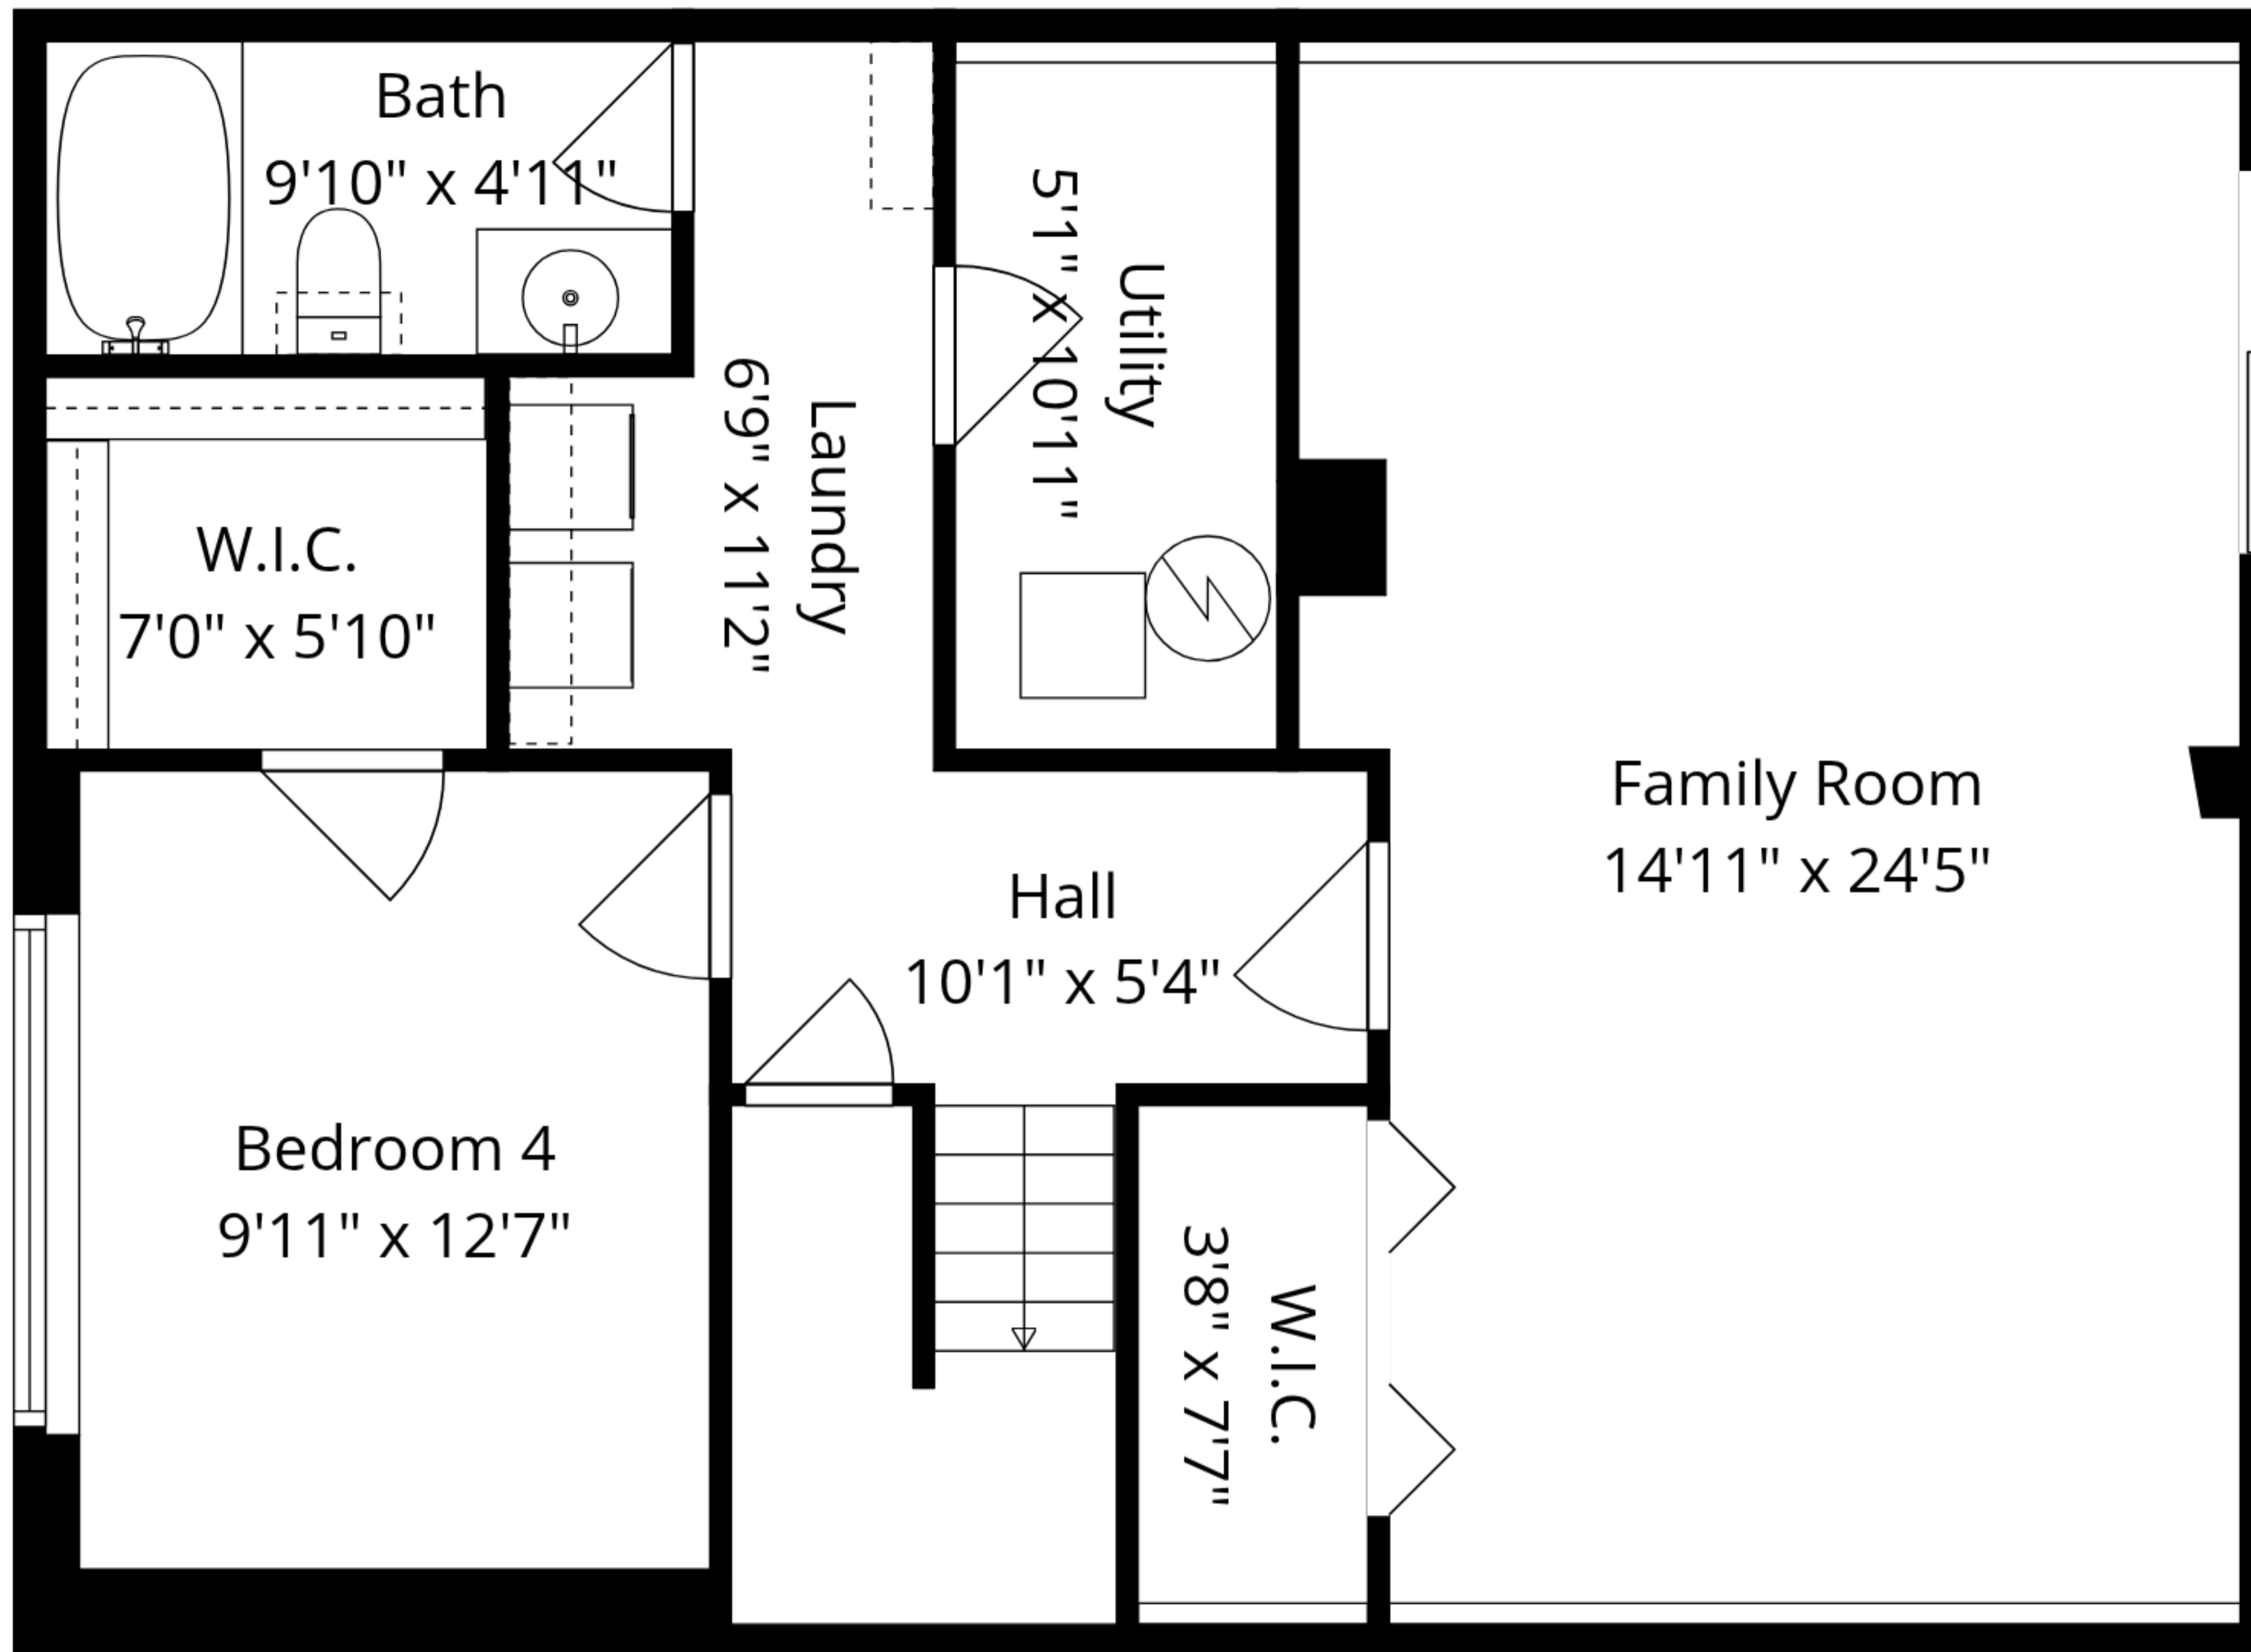 Bath
9'10" x 4'11"
Utility
5'1" x 10'11"
Laundry
6'9" x 11'2"
W.I.C.
7'0" x 5'10"
Family Room
14'11" x 24'5"
Hall
10'1" x 5'4"
Bedroom 4
9'11" x 12'7"
W.I.C.
3'8" x 7'7"